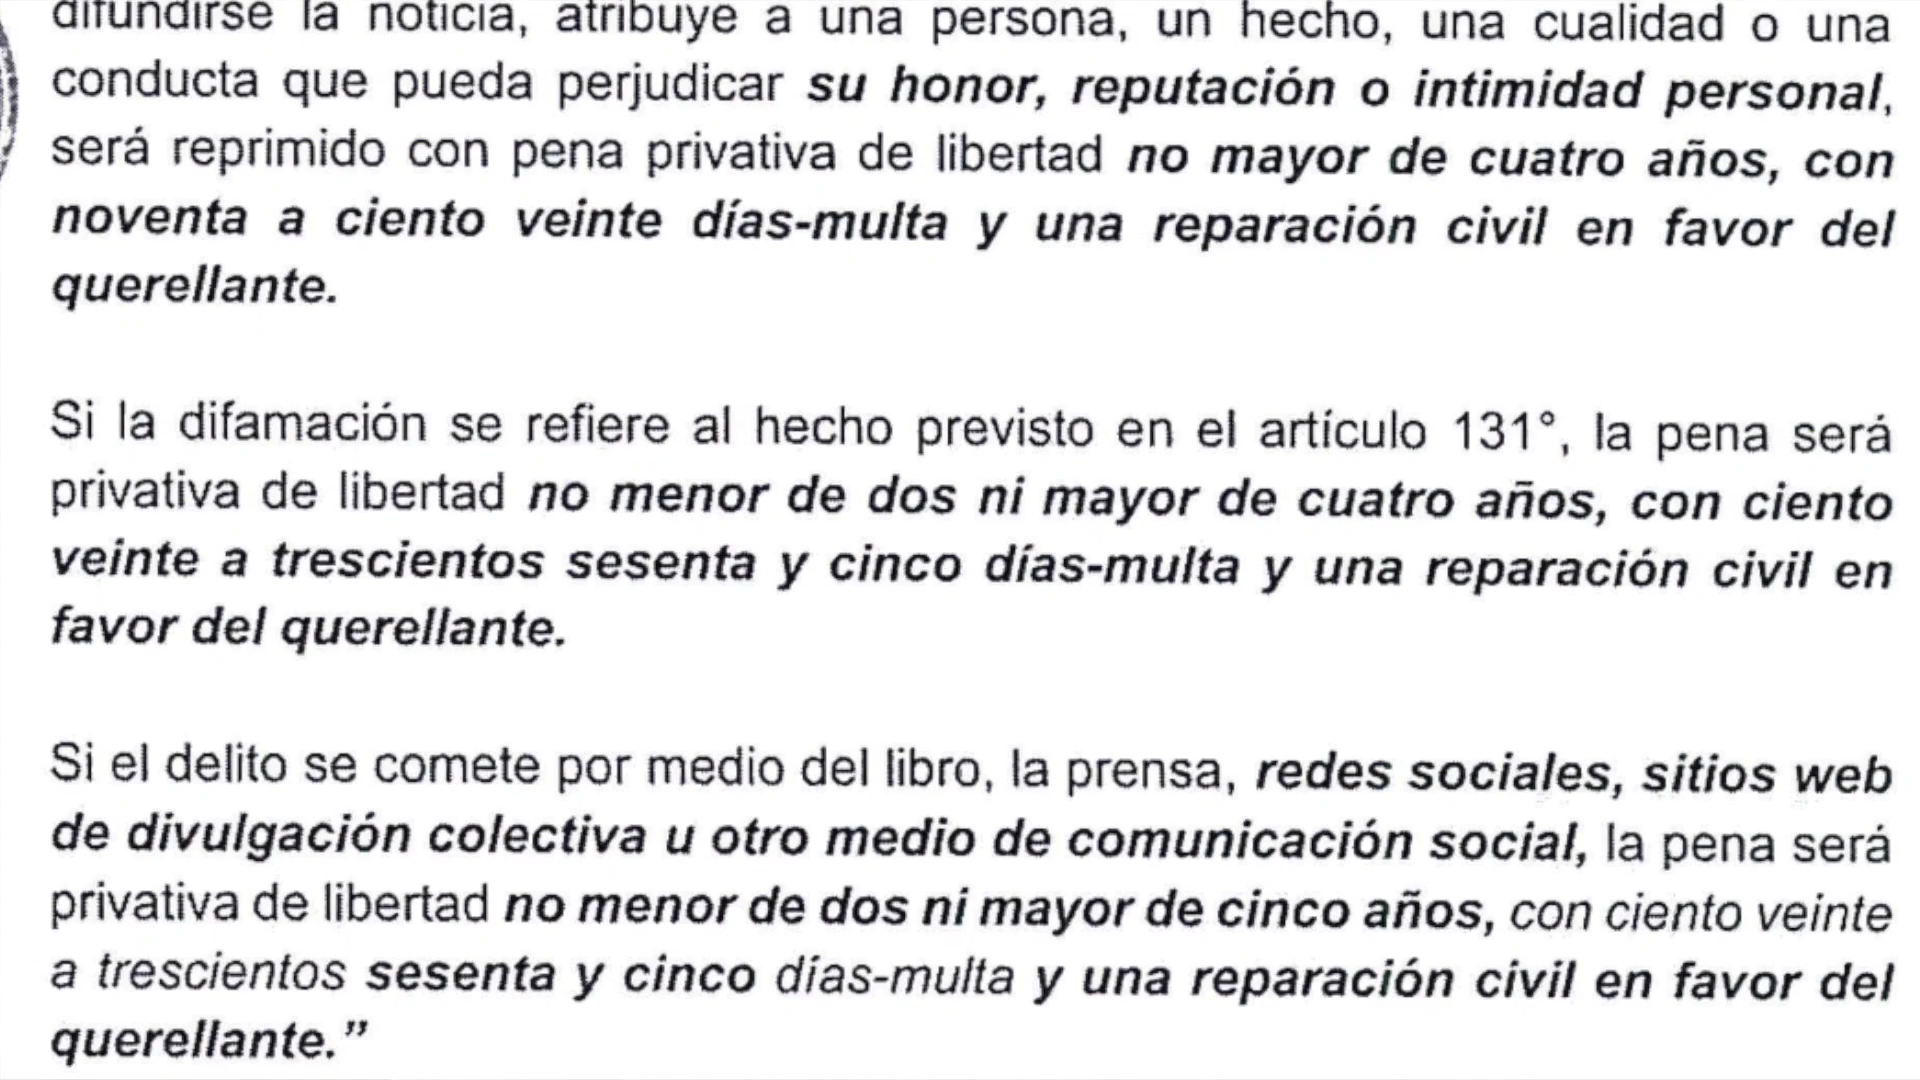 difundirse la noticia, atribuye a una persona, un hecho, una cualidad o una
conducta que pueda perjudicar su honor, reputación o intimidad personal,
será reprimido con pena privativa de libertad no mayor de cuatro años, con
noventa a ciento veinte días-multa y una reparación civil en favor del
querellante.
Si la difamación se refiere al hecho previsto en el artículo 131°, la pena será
privativa de libertad no menor de dos ni mayor de cuatro años, con ciento
veinte a trescientos sesenta y cinco días-multa y una reparación civil en
favor del querellante.
Si el delito se comete por medio del libro, la prensa, redes sociales, sitios web
de divulgación colectiva u otro medio de comunicación social, la pena será
privativa de libertad no menor de dos ni mayor de cinco años, con ciento veinte
a trescientos sesenta y cinco días-multa y una reparación civil en favor del
querellante.”